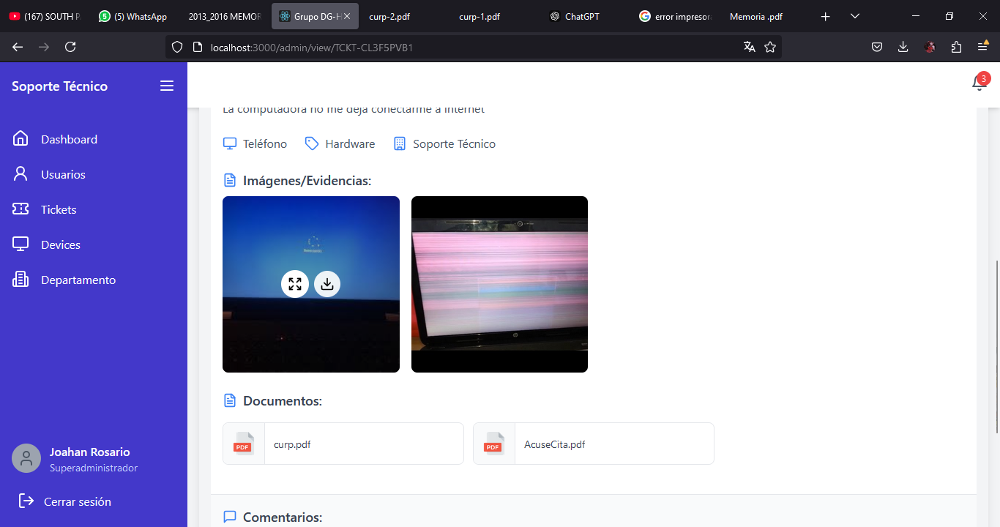 (167) SOUTH P
(5) WhatsApp
2013_2016 MEMOR
Grupo DG-H
curp-2.pdf
curp-1.pdf
ChatGPT
error impresor
Memoria .pdf
localhost:3000/admin/view/TCKT-CL3F5PVB1
Soporte Técnico
3
Dashboard
Usuarios
Tickets
Devices
Departamento
Joahan Rosario
Superadministrador
Cerrar sesión
La computadora no me deja conectarme a internet
Teléfono
Hardware
Soporte Técnico
Imágenes/Evidencias:
hp
Documentos:
PDF
curp.pdf
PDF
AcuseCita.pdf
Comentarios: